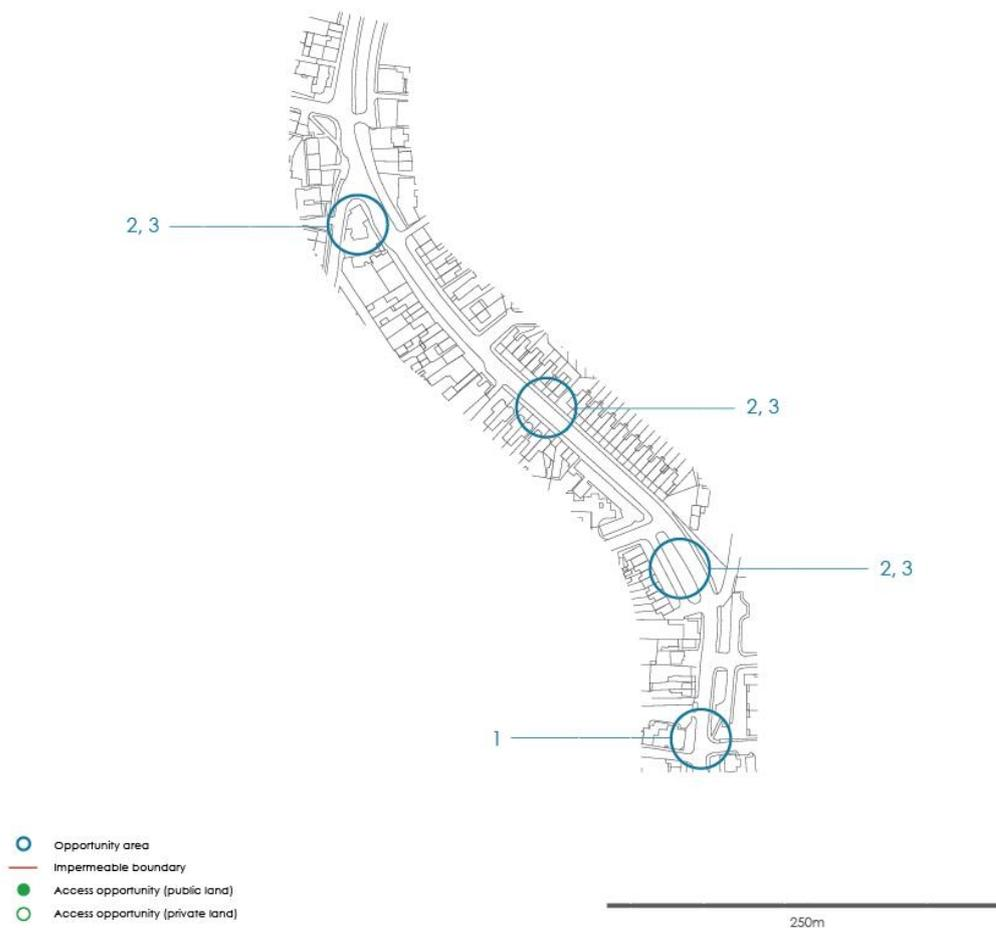 2, 3
2, 3
2, 3
1
Opportunity area
Impermeable boundary
Access opportunity (public land)
Access opportunity (private land)
250m